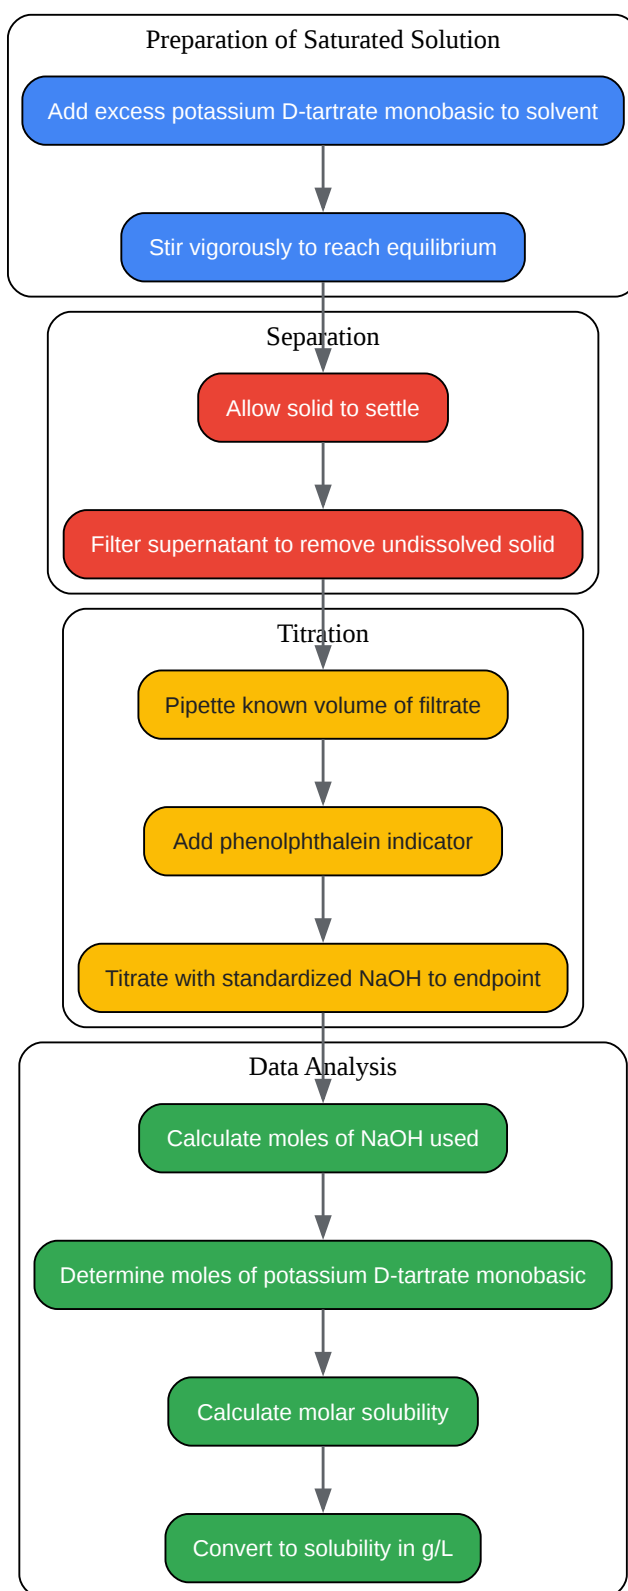 Preparation of Saturated Solution
Add excess potassium D-tartrate monobasic to solvent
Stir vigorously to reach equilibrium
Separation
Allow solid to settle
Filter supernatant to remove undissolved solid
Titration
Pipette known volume of filtrate
Add phenolphthalein indicator
Titrate with standardized NaOH to endpoint
Data Analysis
Calculate moles of NaOH used
Determine moles of potassium D-tartrate monobasic
Calculate molar solubility
Convert to solubility in g/L